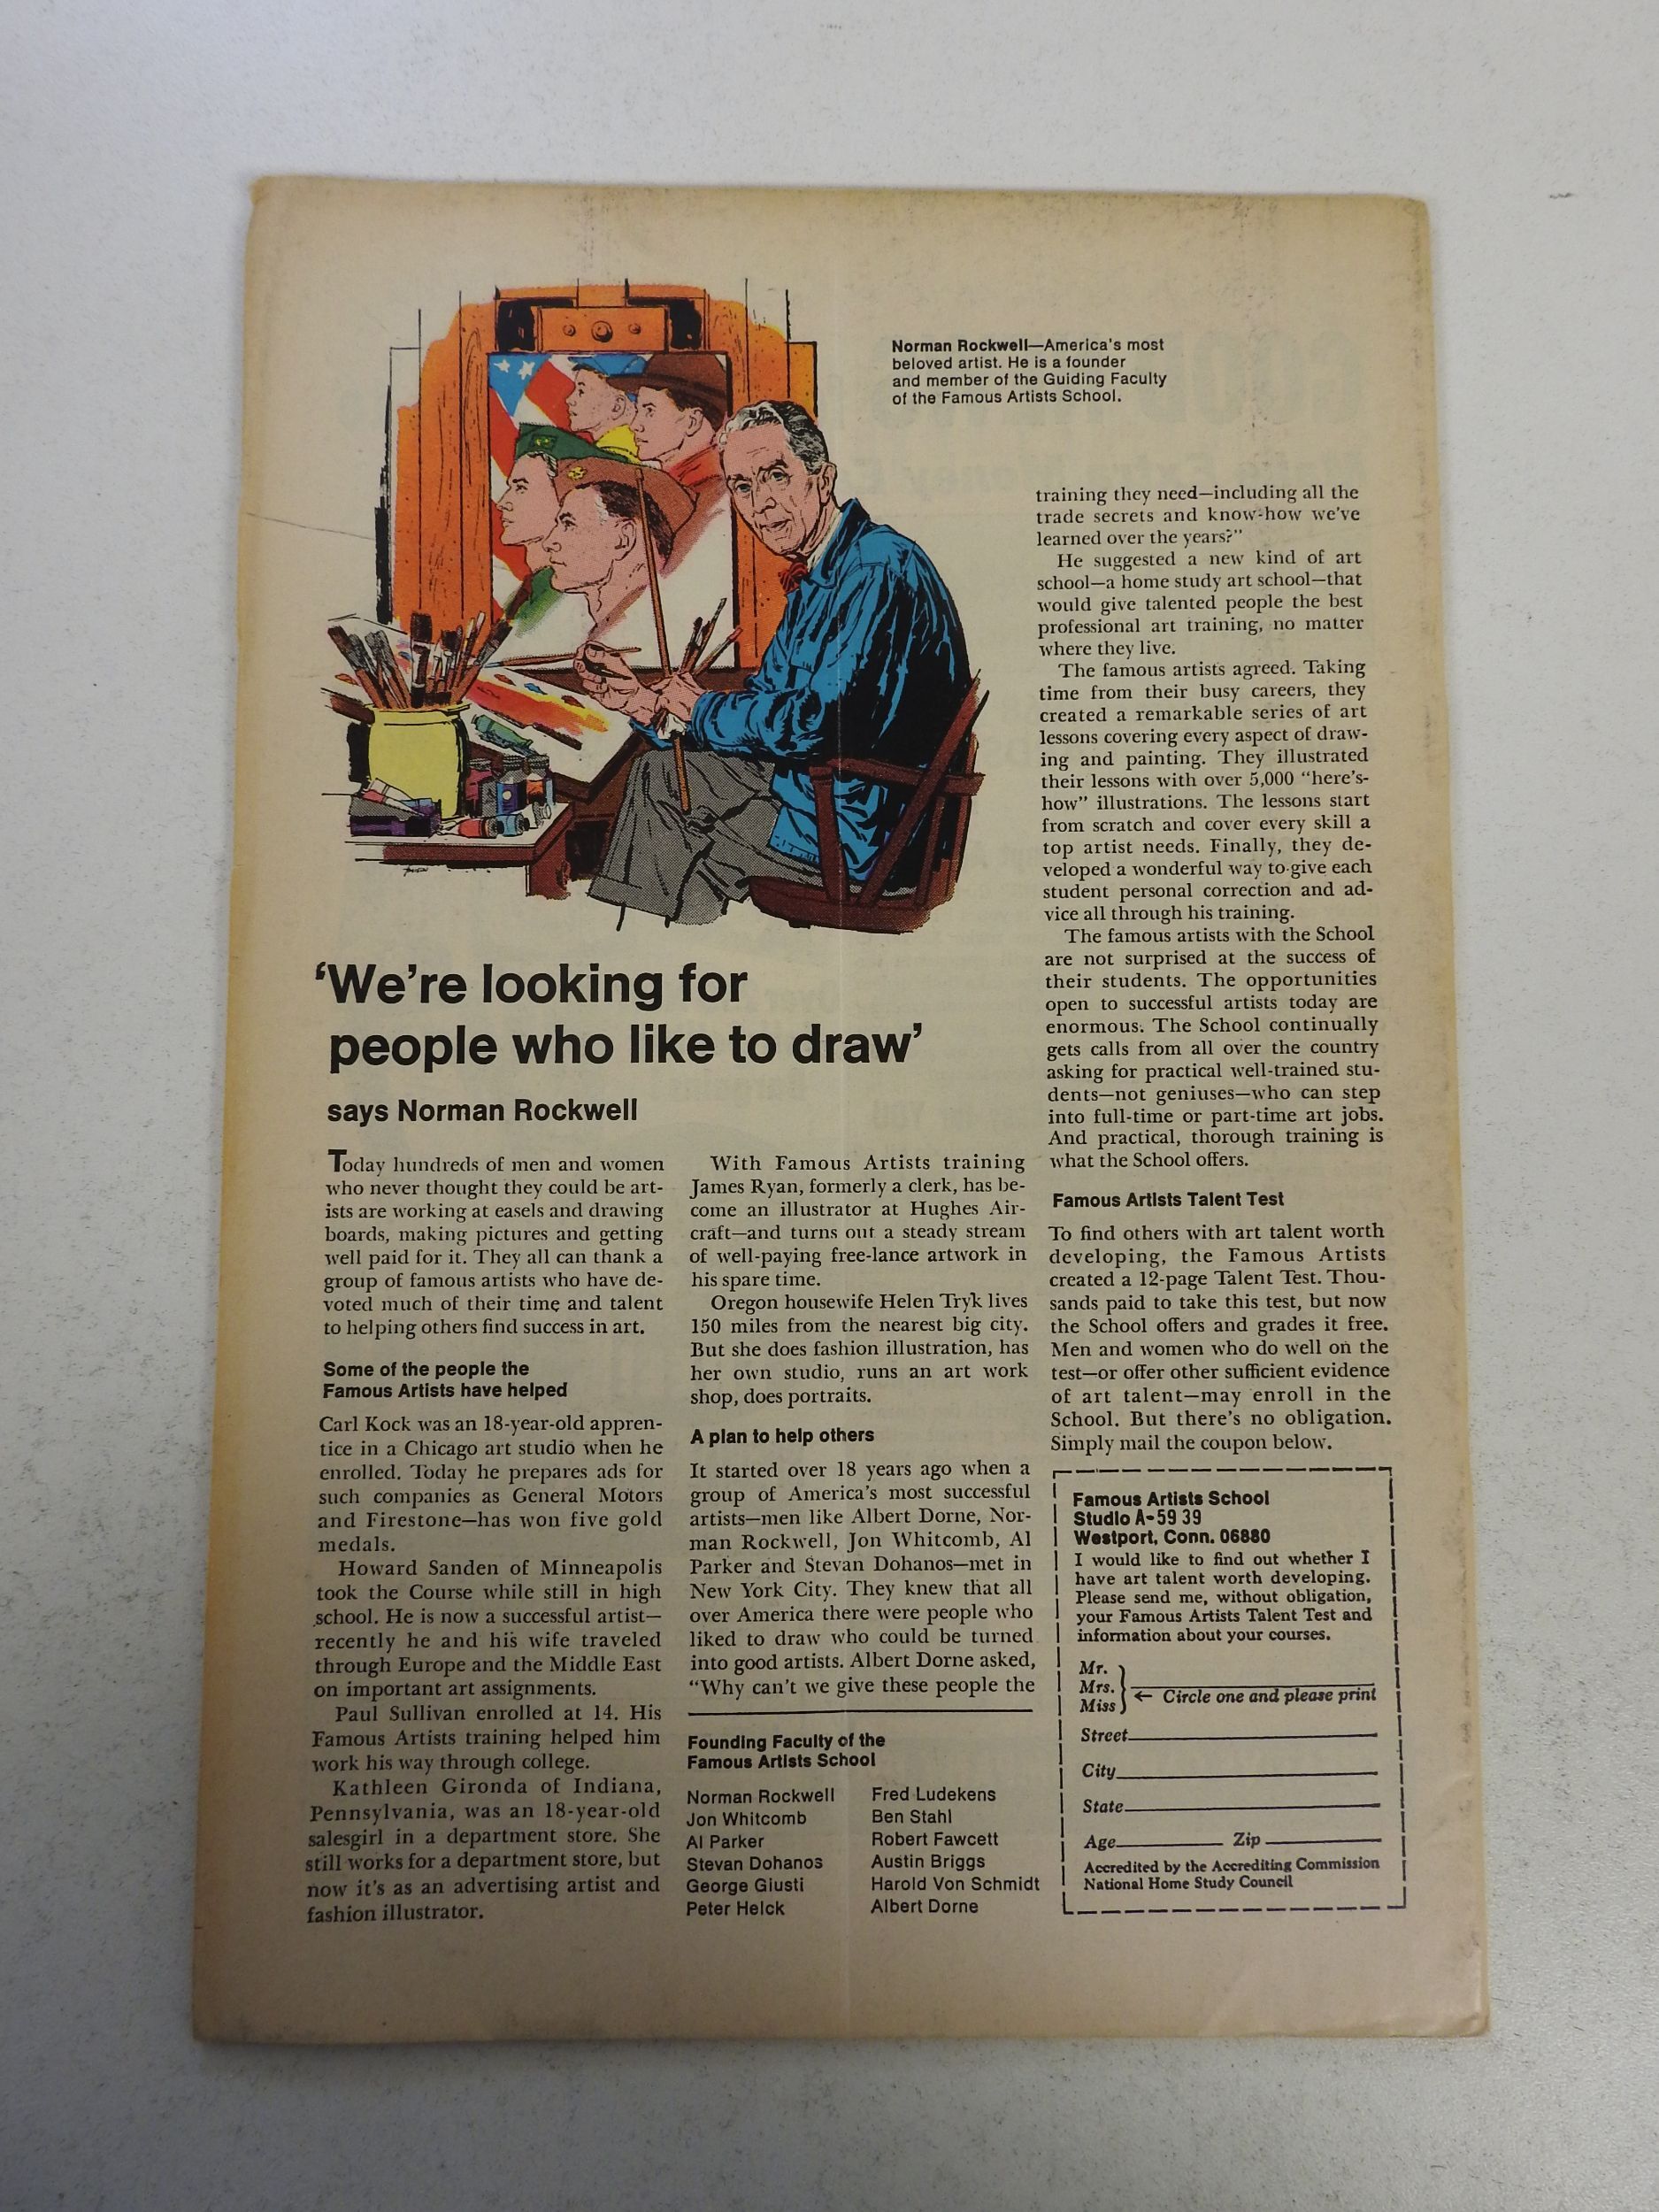 Norman Rockwell—America's most
beloved artist. He is a founder
and member of the Guiding Faculty
of the Famous Artists School.
‘We’re looking for
people who like to draw’
says Norman Rockwell
Today hundreds of men and women
who never thought they could be art-
ists are working at easels and drawing
boards, making pictures and getting
well paid for it. They all can thank a
group of famous artists who have de-
voted much of their time and talent
to helping others find success in art.
Some of the people the
Famous Artists have helped
Carl Kock was an 18-year-old appren-
tice in a Chicago art studio when he
enrolled. Today he prepares ads for
such companies as General Motors
and Firestone—has won five gold
medals.
Howard Sanden of Minneapolis
took the Course while still in high
school. He is now a successful artist—
recently he and his wife traveled
through Europe and the Middle East
on important art assignments.
Paul Sullivan enrolled at 14. His
Famous Artists training helped him
work his way through college.
Kathleen Gironda of Indiana,
Pennsylvania, was an 18-year-old
salesgirl in a department store. She
still works for a department store, but
now it's as an advertising artist and
fashion illustrator.
With Famous Artists training
James Ryan, formerly a clerk, has be-
come an illustrator at Hughes Air-
craft—and turns out a steady stream
of well-paying free-lance artwork in
his spare time.
Oregon housewife Helen Tryk lives
150 miles from the nearest big city.
But she does fashion illustration, has
her own studio, runs an art work
shop, does portraits.
A plan to help others
It started over 18 years ago when a
group of America's most successful
artists—men like Albert Dorne, Nor-
man Rockwell, Jon Whitcomb, Al
Parker and Stevan Dohanos—met in
New York City. They knew that all
over America there were people who
liked to draw who could be turned
into good artists. Albert Dorne asked,
“Why can't we give these people the
Founding Faculty of the
Famous Artists School
Norman Rockwell
Jon Whitcomb
Al Parker
Stevan Dohanos
George Giusti
Peter Helck
Fred Ludekens
Ben Stahl
Robert Fawcett
Austin Briggs
Harold Von Schmidt
Albert Dorne
training they need—including all the
trade secrets and know-how we've
learned over the years?”
He suggested a new kind of art
school—a home study art school—that
would give talented people the best
professional art training, no matter
where they live.
The famous artists agreed. Taking
time from their busy careers, they
created a remarkable series of art
lessons covering every aspect of draw-
ing and painting. They illustrated
their lessons with over 5,000 “here's-
how” illustrations. The lessons start
from scratch and cover every skill a
top artist needs. Finally, they de-
veloped a wonderful way to give each
student personal correction and ad-
vice all through his training.
The famous artists with the School
are not surprised at the success of
their students. The opportunities
open to successful artists today are
enormous. The School continually
gets calls from all over the country
asking for practical well-trained stu-
dents—not geniuses—who can step
into full-time or part-time art jobs.
And practical, thorough training is
what the School offers.
Famous Artists Talent Test
To find others with art talent worth
developing, the Famous Artists
created a 12-page Talent Test. Thou-
sands paid to take this test, but now
the School offers and grades it free.
Men and women who do well on the
test—or offer other sufficient evidence
of art talent—may enroll in the
School. But there's no obligation.
Simply mail the coupon below.
Famous Artists School
Studio A-59 39
Westport, Conn. 06880
I would like to find out whether I
have art talent worth developing.
Please send me, without obligation,
your Famous Artists Talent Test and
information about your courses.
Mr.
Mrs.
Miss
← Circle one and please print
Street
City
State
Age Zip
Accredited by the Accrediting Commission
National Home Study Council